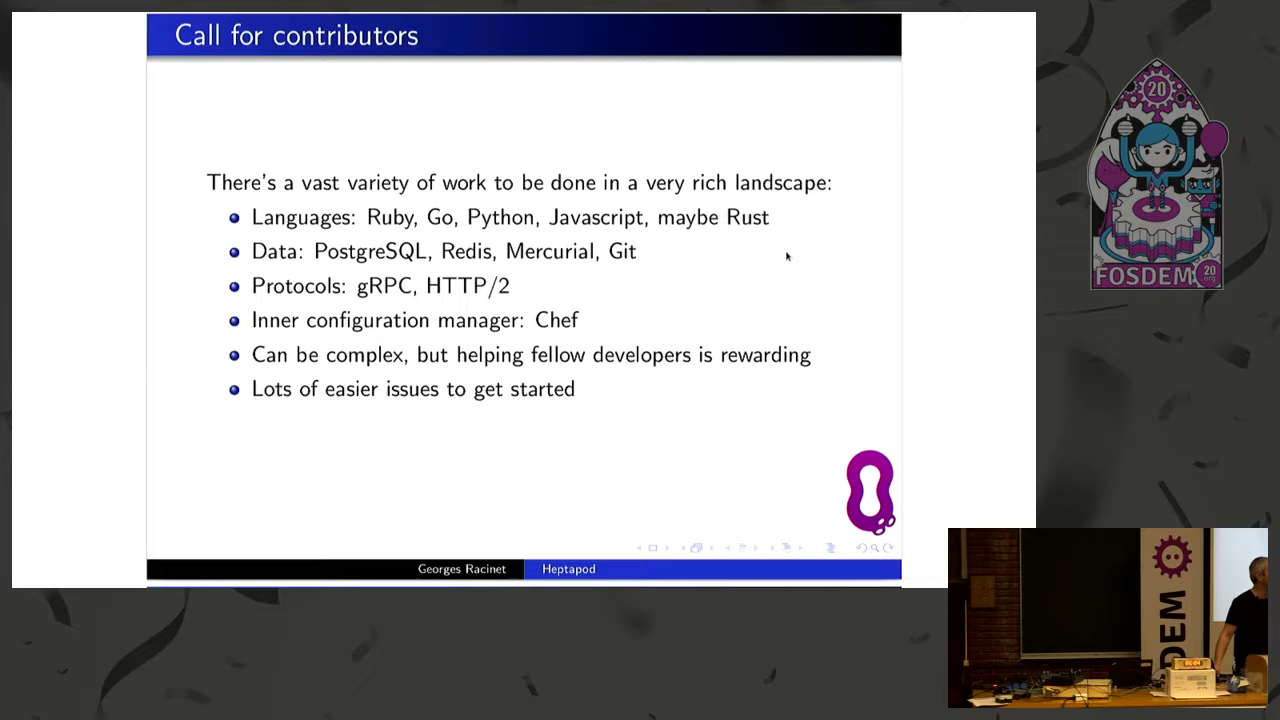 Call for contributors
There's a vast variety of work to be done in a very rich landscape:
Languages: Ruby, Go, Python, Javascript, maybe Rust
Data: PostgreSQL, Redis, Mercurial, Git
Protocols: gRPC, HTTP/2
Inner configuration manager: Chef
Can be complex, but helping fellow developers is rewarding
Lots of easier issues to get started
Georges Racinet
Heptapod
20
FOSDEM
20
.org
DEM